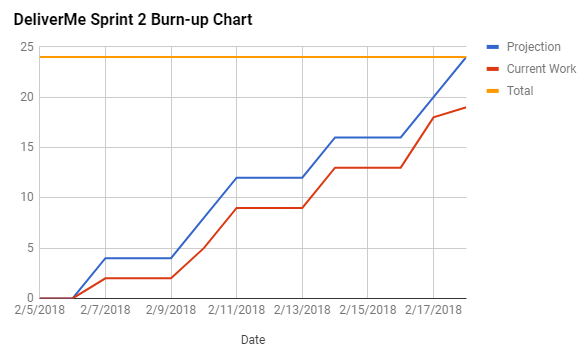 DeliverMe Sprint 2 Burn-up Chart
25
20
15
10
5
0
2/5/2018 2/7/2018 2/9/2018 2/11/2018 2/13/2018 2/15/2018 2/17/2018
Date
Projection
Current Work
Total